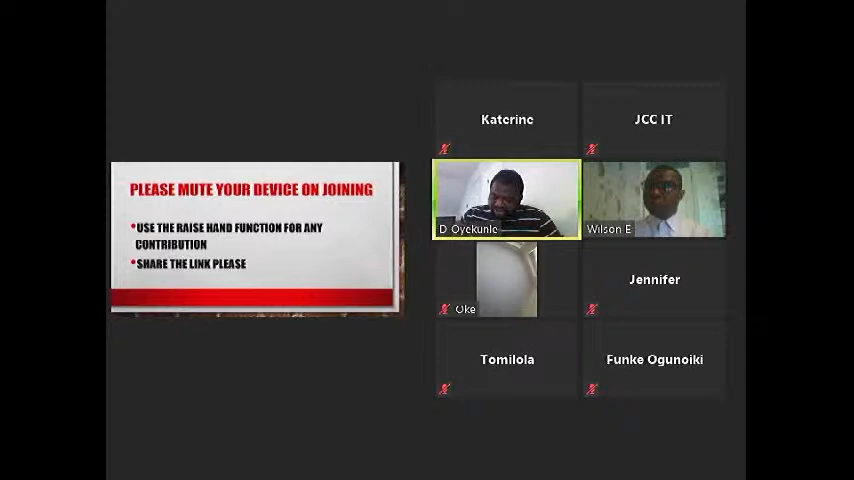 PLEASE MUTE YOUR DEVICE ON JOINING
•USE THE RAISE HAND FUNCTION FOR ANY
CONTRIBUTION
•SHARE THE LINK PLEASE
Katerine
JCC IT
D Oyekunle
Wilson E
Oke
Jennifer
Tomilola
Funke Ogunoiki